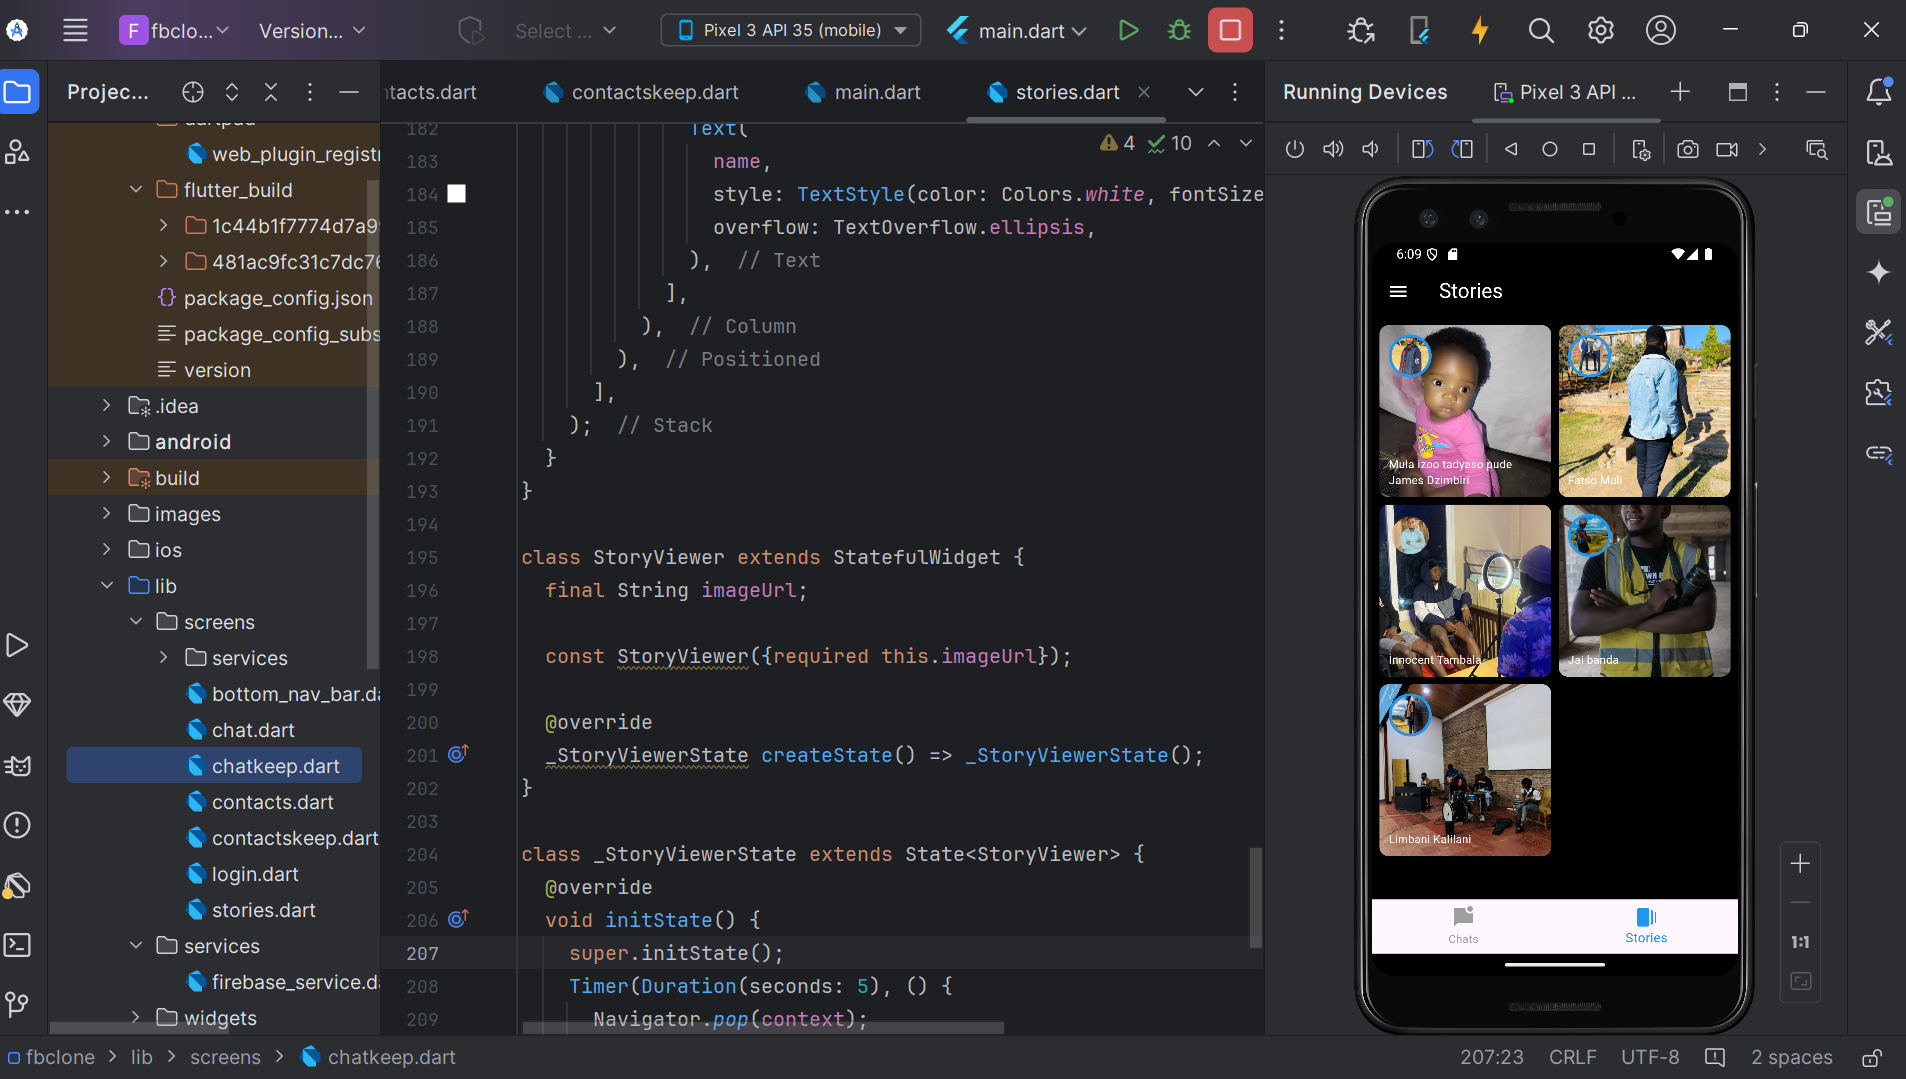 F fbclo...
Version...
Select ...
Pixel 3 API 35 (mobile)
main.dart
Projec...
ntacts.dart
contactskeep.dart
main.dart
stories.dart
Running Devices
Pixel 3 API ...
dartpad
web_plugin_registr
flutter_build
1c44b1f7774d7a9
481ac9fc31c7dc76
package_config.json
package_config_subs
version
.idea
android
build
images
ios
lib
screens
services
bottom_nav_bar.da
chat.dart
chatkeep.dart
contacts.dart
contactskeep.dart
login.dart
stories.dart
services
firebase_service.da
widgets
4 10
182 Text(
183 name,
184 style: TextStyle(color: Colors.white, fontSize
185 overflow: TextOverflow.ellipsis,
186 ), // Text
187 ],
188 ), // Column
189 ), // Positioned
190 ],
191 ); // Stack
192 }
193 }
194
195 class StoryViewer extends StatefulWidget {
196 final String imageUrl;
197
198 const StoryViewer({required this.imageUrl});
199
200 @override
201 _StoryViewerState createState() => _StoryViewerState();
202 }
203
204 class _StoryViewerState extends State<StoryViewer> {
205 @override
206 void initState() {
207 super.initState();
208 Timer(Duration(seconds: 5), () {
209 Navigator.pop(context);
6:09
Stories
Mula izoo tadyaso pude
James Dzimbiri
Fatso Muli
Innocent Tambala
Jai banda
Limbani Kalilani
Chats
Stories
1:1
fbclone > lib > screens > chatkeep.dart
207:23 CRLF UTF-8 2 spaces